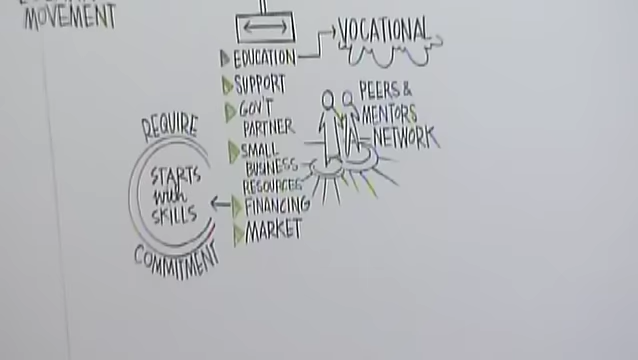 MOVEMENT
EDUCATION
VOCATIONAL
SUPPORT
GOV'T
PARTNER
SMALL
BUSINESS
RESOURCES
FINANCING
MARKET
PEERS &
MENTORS
NETWORK
REQUIRE
STARTS
with
SKILLS
COMMITMENT